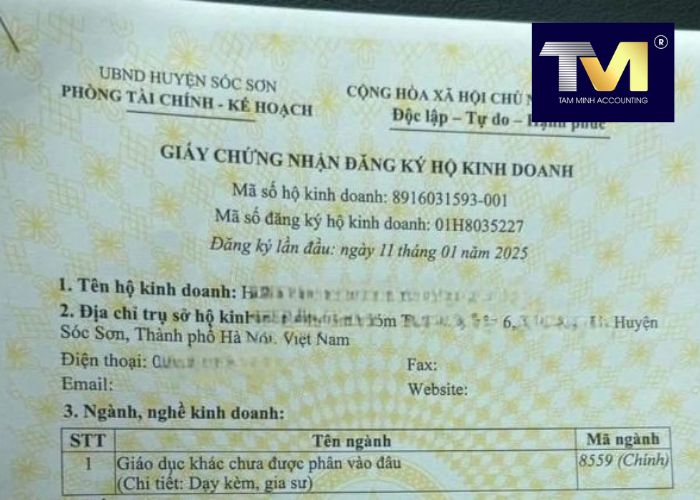 TM ®
TAM MINH ACCOUNTING
UBND HUYỆN SÓC SƠN
PHÒNG TÀI CHÍNH - KẾ HOẠCH
CỘNG HÒA XÃ HỘI CHỦ
Độc lập – Tự do – Hạnh phúc
GIẤY CHỨNG NHẬN ĐĂNG KÝ HỘ KINH DOANH
Mã số hộ kinh doanh: 8916031593-001
Mã số đăng ký hộ kinh doanh: 01H8035227
Đăng ký lần đầu: ngày 11 tháng 01 năm 2025
1. Tên hộ kinh doanh:
2. Địa chỉ trụ sở hộ kinh 6, Huyện
Sóc Sơn, Thành phố Hà Nội, Việt Nam
Điện thoại: Fax:
Email: Website:
3. Ngành, nghề kinh doanh:
STT Tên ngành Mã ngành
1 Giáo dục khác chưa được phân vào đâu 8559 (Chính)
(Chi tiết: Dạy kèm, gia sư)